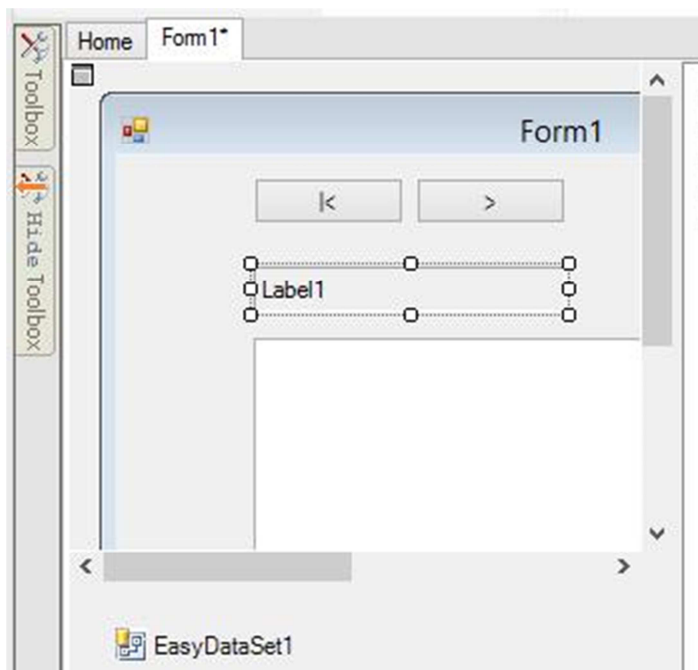 Home Form1*
Toolbox
Hide Toolbox
Form1
|< >
Label1
EasyDataSet1